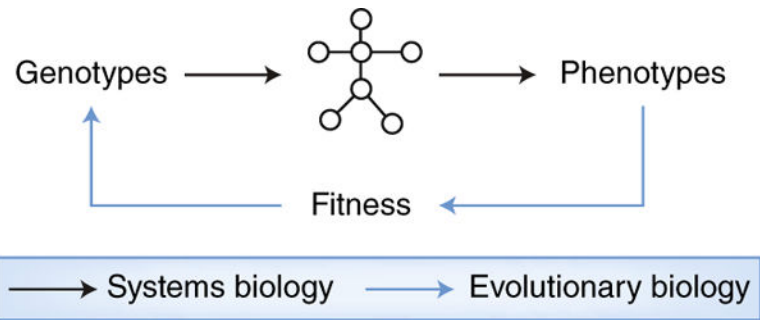 Genotypes Phenotypes
Fitness
Systems biology Evolutionary biology